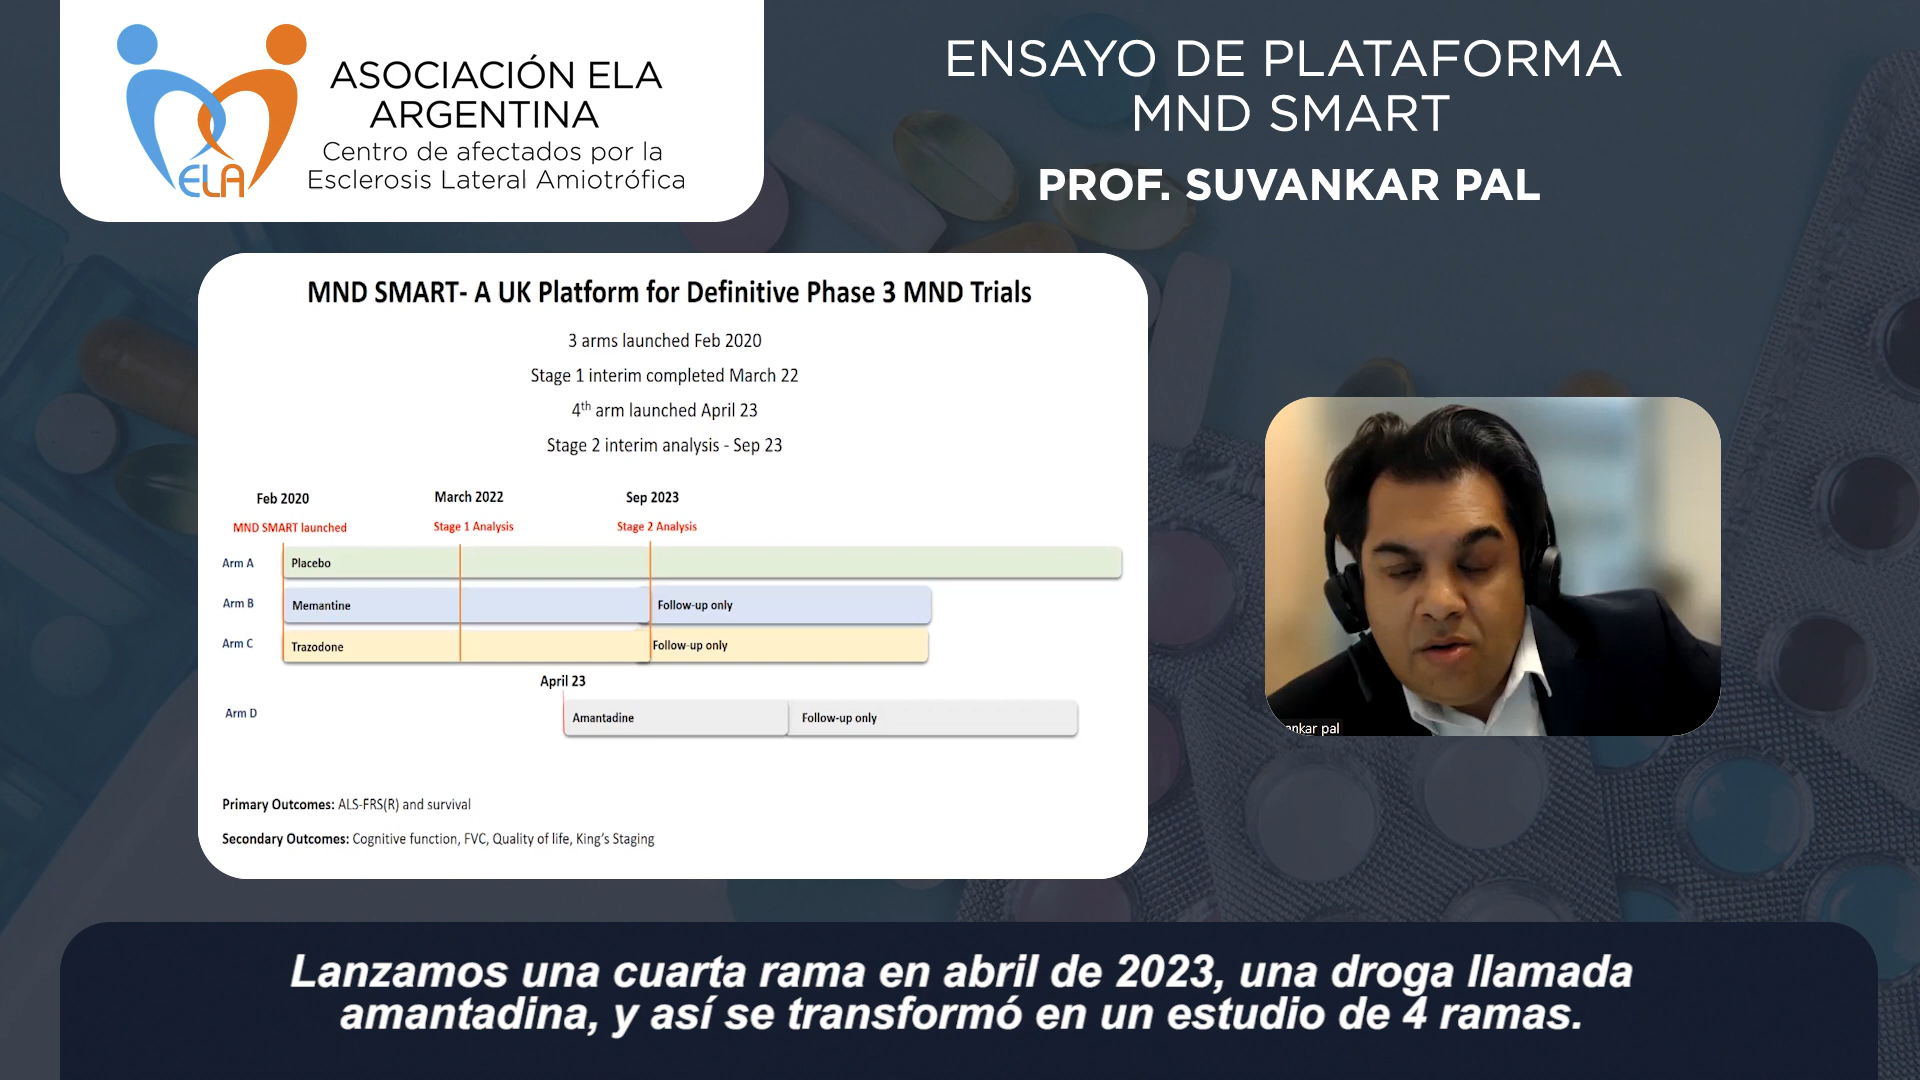 ASOCIACIÓN ELA
ARGENTINA
Centro de afectados por la
Esclerosis Lateral Amiotrófica
ELA
ENSAYO DE PLATAFORMA
MND SMART
PROF. SUVANKAR PAL
MND SMART- A UK Platform for Definitive Phase 3 MND Trials
3 arms launched Feb 2020
Stage 1 interim completed March 22
4th arm launched April 23
Stage 2 interim analysis - Sep 23
Feb 2020
March 2022
Sep 2023
MND SMART launched
Stage 1 Analysis
Stage 2 Analysis
Arm A
Placebo
Arm B
Memantine
Follow-up only
Arm C
Trazodone
Follow-up only
April 23
Arm D
Amantadine
Follow-up only
Primary Outcomes: ALS-FRS(R) and survival
Secondary Outcomes: Cognitive function, FVC, Quality of life, King's Staging
ankar pal
Lanzamos una cuarta rama en abril de 2023, una droga llamada
amantadina, y así se transformó en un estudio de 4 ramas.